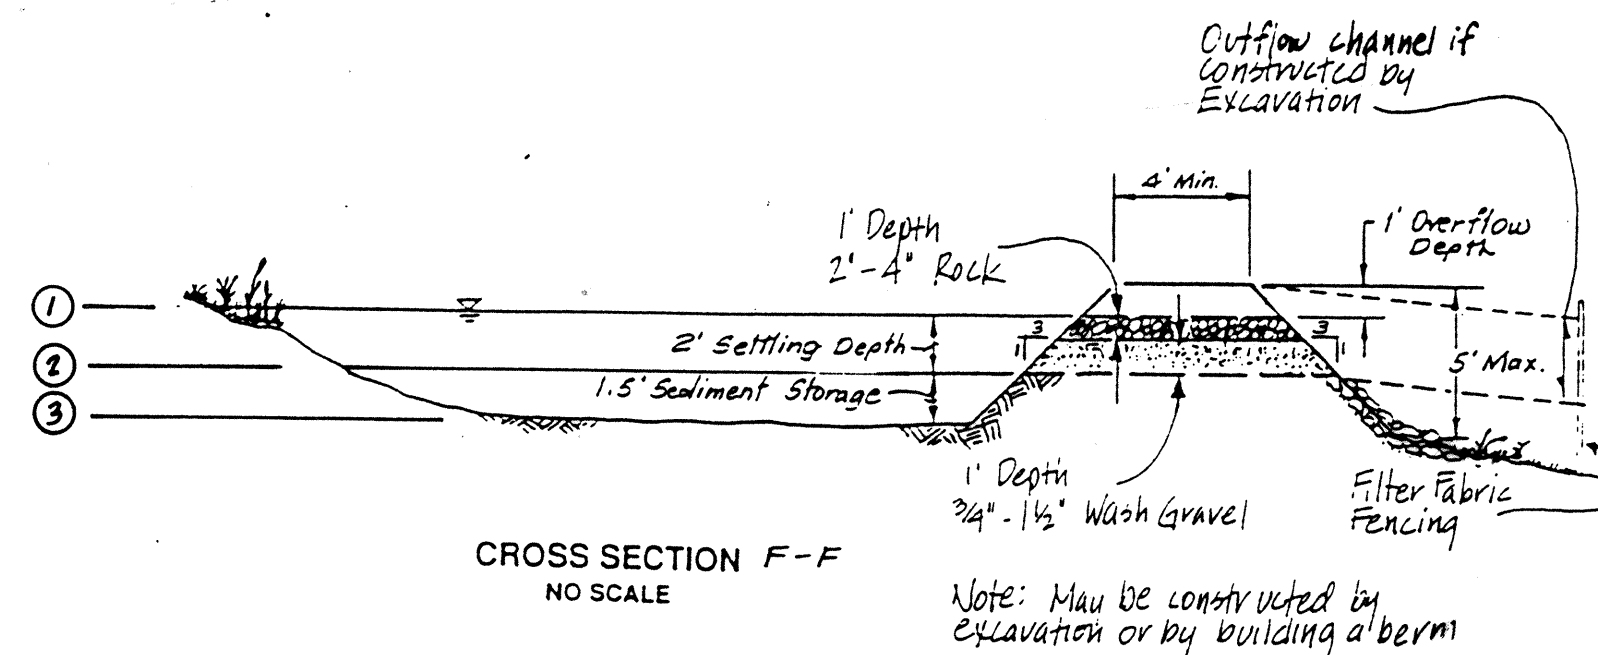 Outflow channel if
constructed by
Excavation
4' Min.
1' Depth
2'-4" Rock
1' Overflow
Depth
1
2' Settling Depth
3
3
1
1
2
5' Max.
1.5' Sediment Storage
3
1' Depth
3/4"-1½" Wash Gravel
Filter Fabric
Fencing
CROSS SECTION F-F
NO SCALE
Note: May be constructed by
excavation or by building a berm